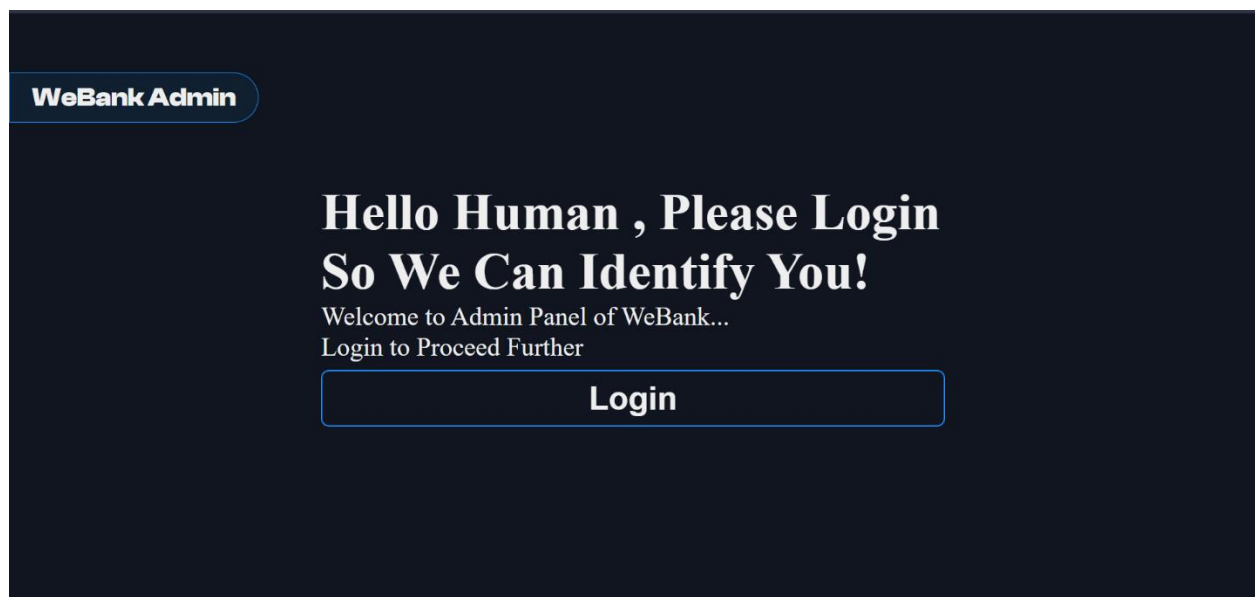 WeBank Admin
Hello Human , Please Login
So We Can Identify You!
Welcome to Admin Panel of WeBank...
Login to Proceed Further
Login